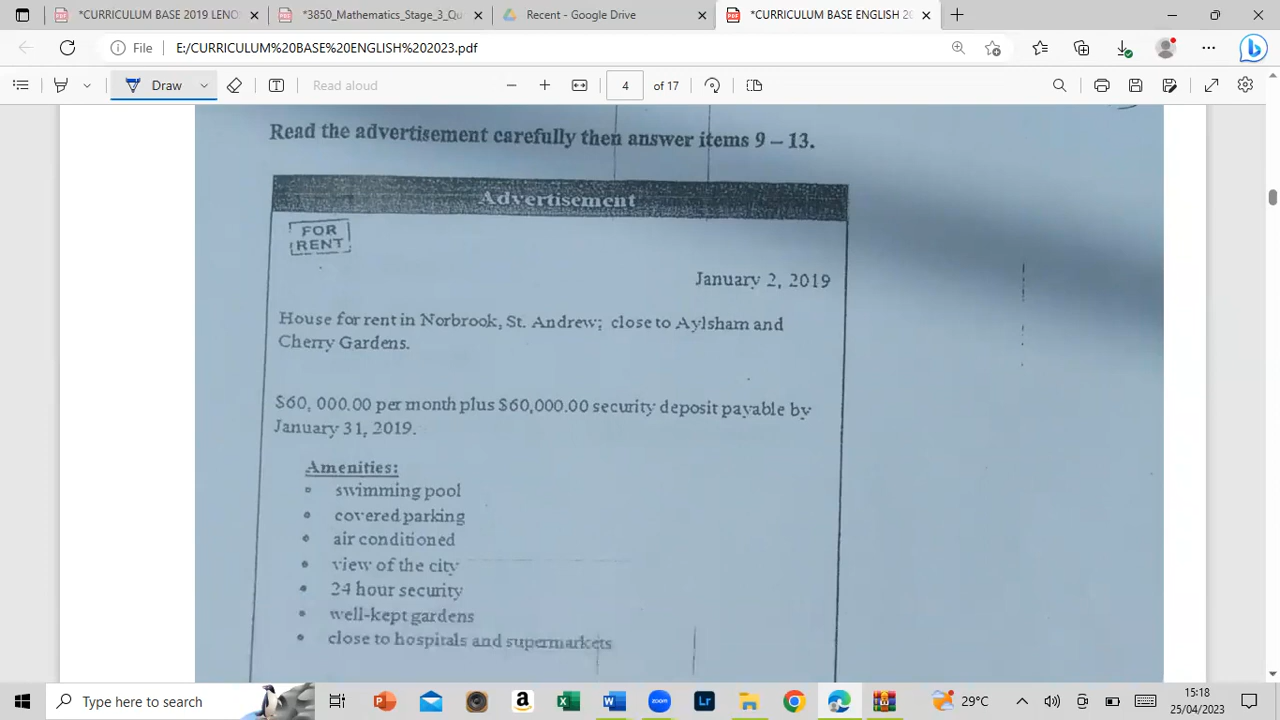 *CURRICULUM BASE 2019 LENO
*3850_Mathematics_Stage_3_Qu
Recent - Google Drive
*CURRICULUM BASE ENGLISH 20
File E:/CURRICULUM%20BASE%20ENGLISH%202023.pdf
Draw
Read aloud
4 of 17
Read the advertisement carefully then answer items 9 – 13.
Advertisement
FOR
RENT
January 2, 2019
House for rent in Norbrook, St. Andrew; close to Aylsham and
Cherry Gardens.
$60, 000.00 per month plus $60,000.00 security deposit payable by
January 31, 2019.
Amenities:
swimming pool
covered parking
air conditioned
view of the city
24 hour security
well-kept gardens
close to hospitals and supermarkets
Type here to search
zoom
Lr
29°C
15:18
25/04/2023